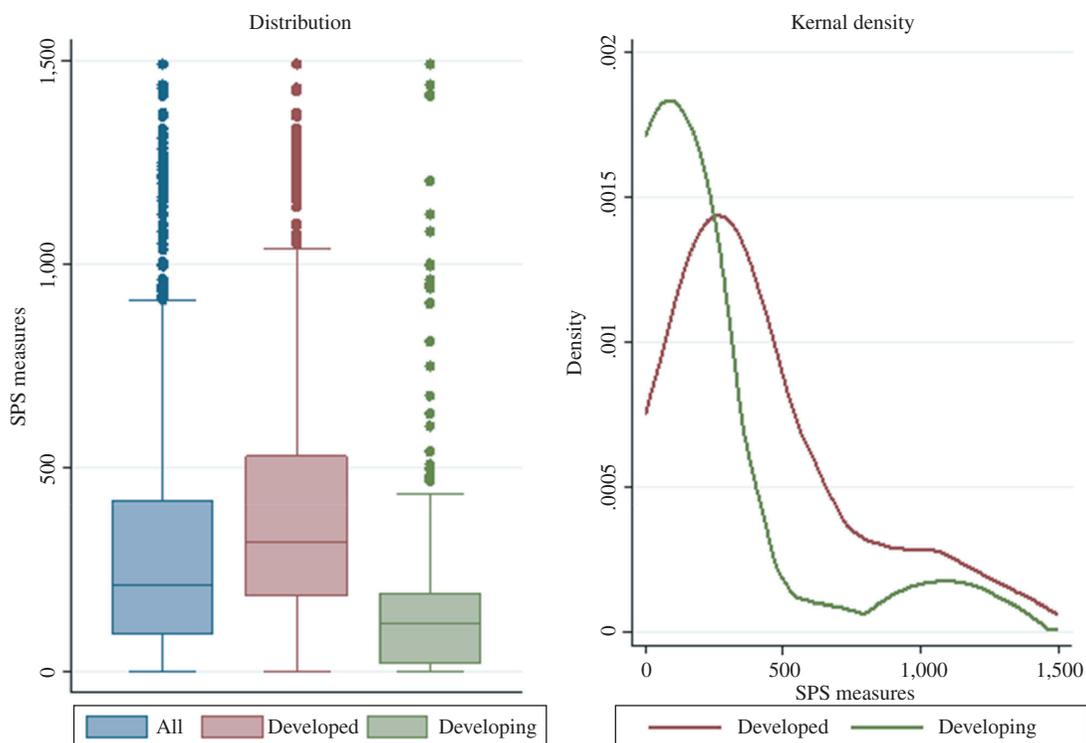 Distribution
1,500
1,000
500
0
SPS measures
All
Developed
Developing
Kernal density
.002
.0015
.001
.0005
0
Density
0
500
1,000
1,500
SPS measures
Developed
Developing